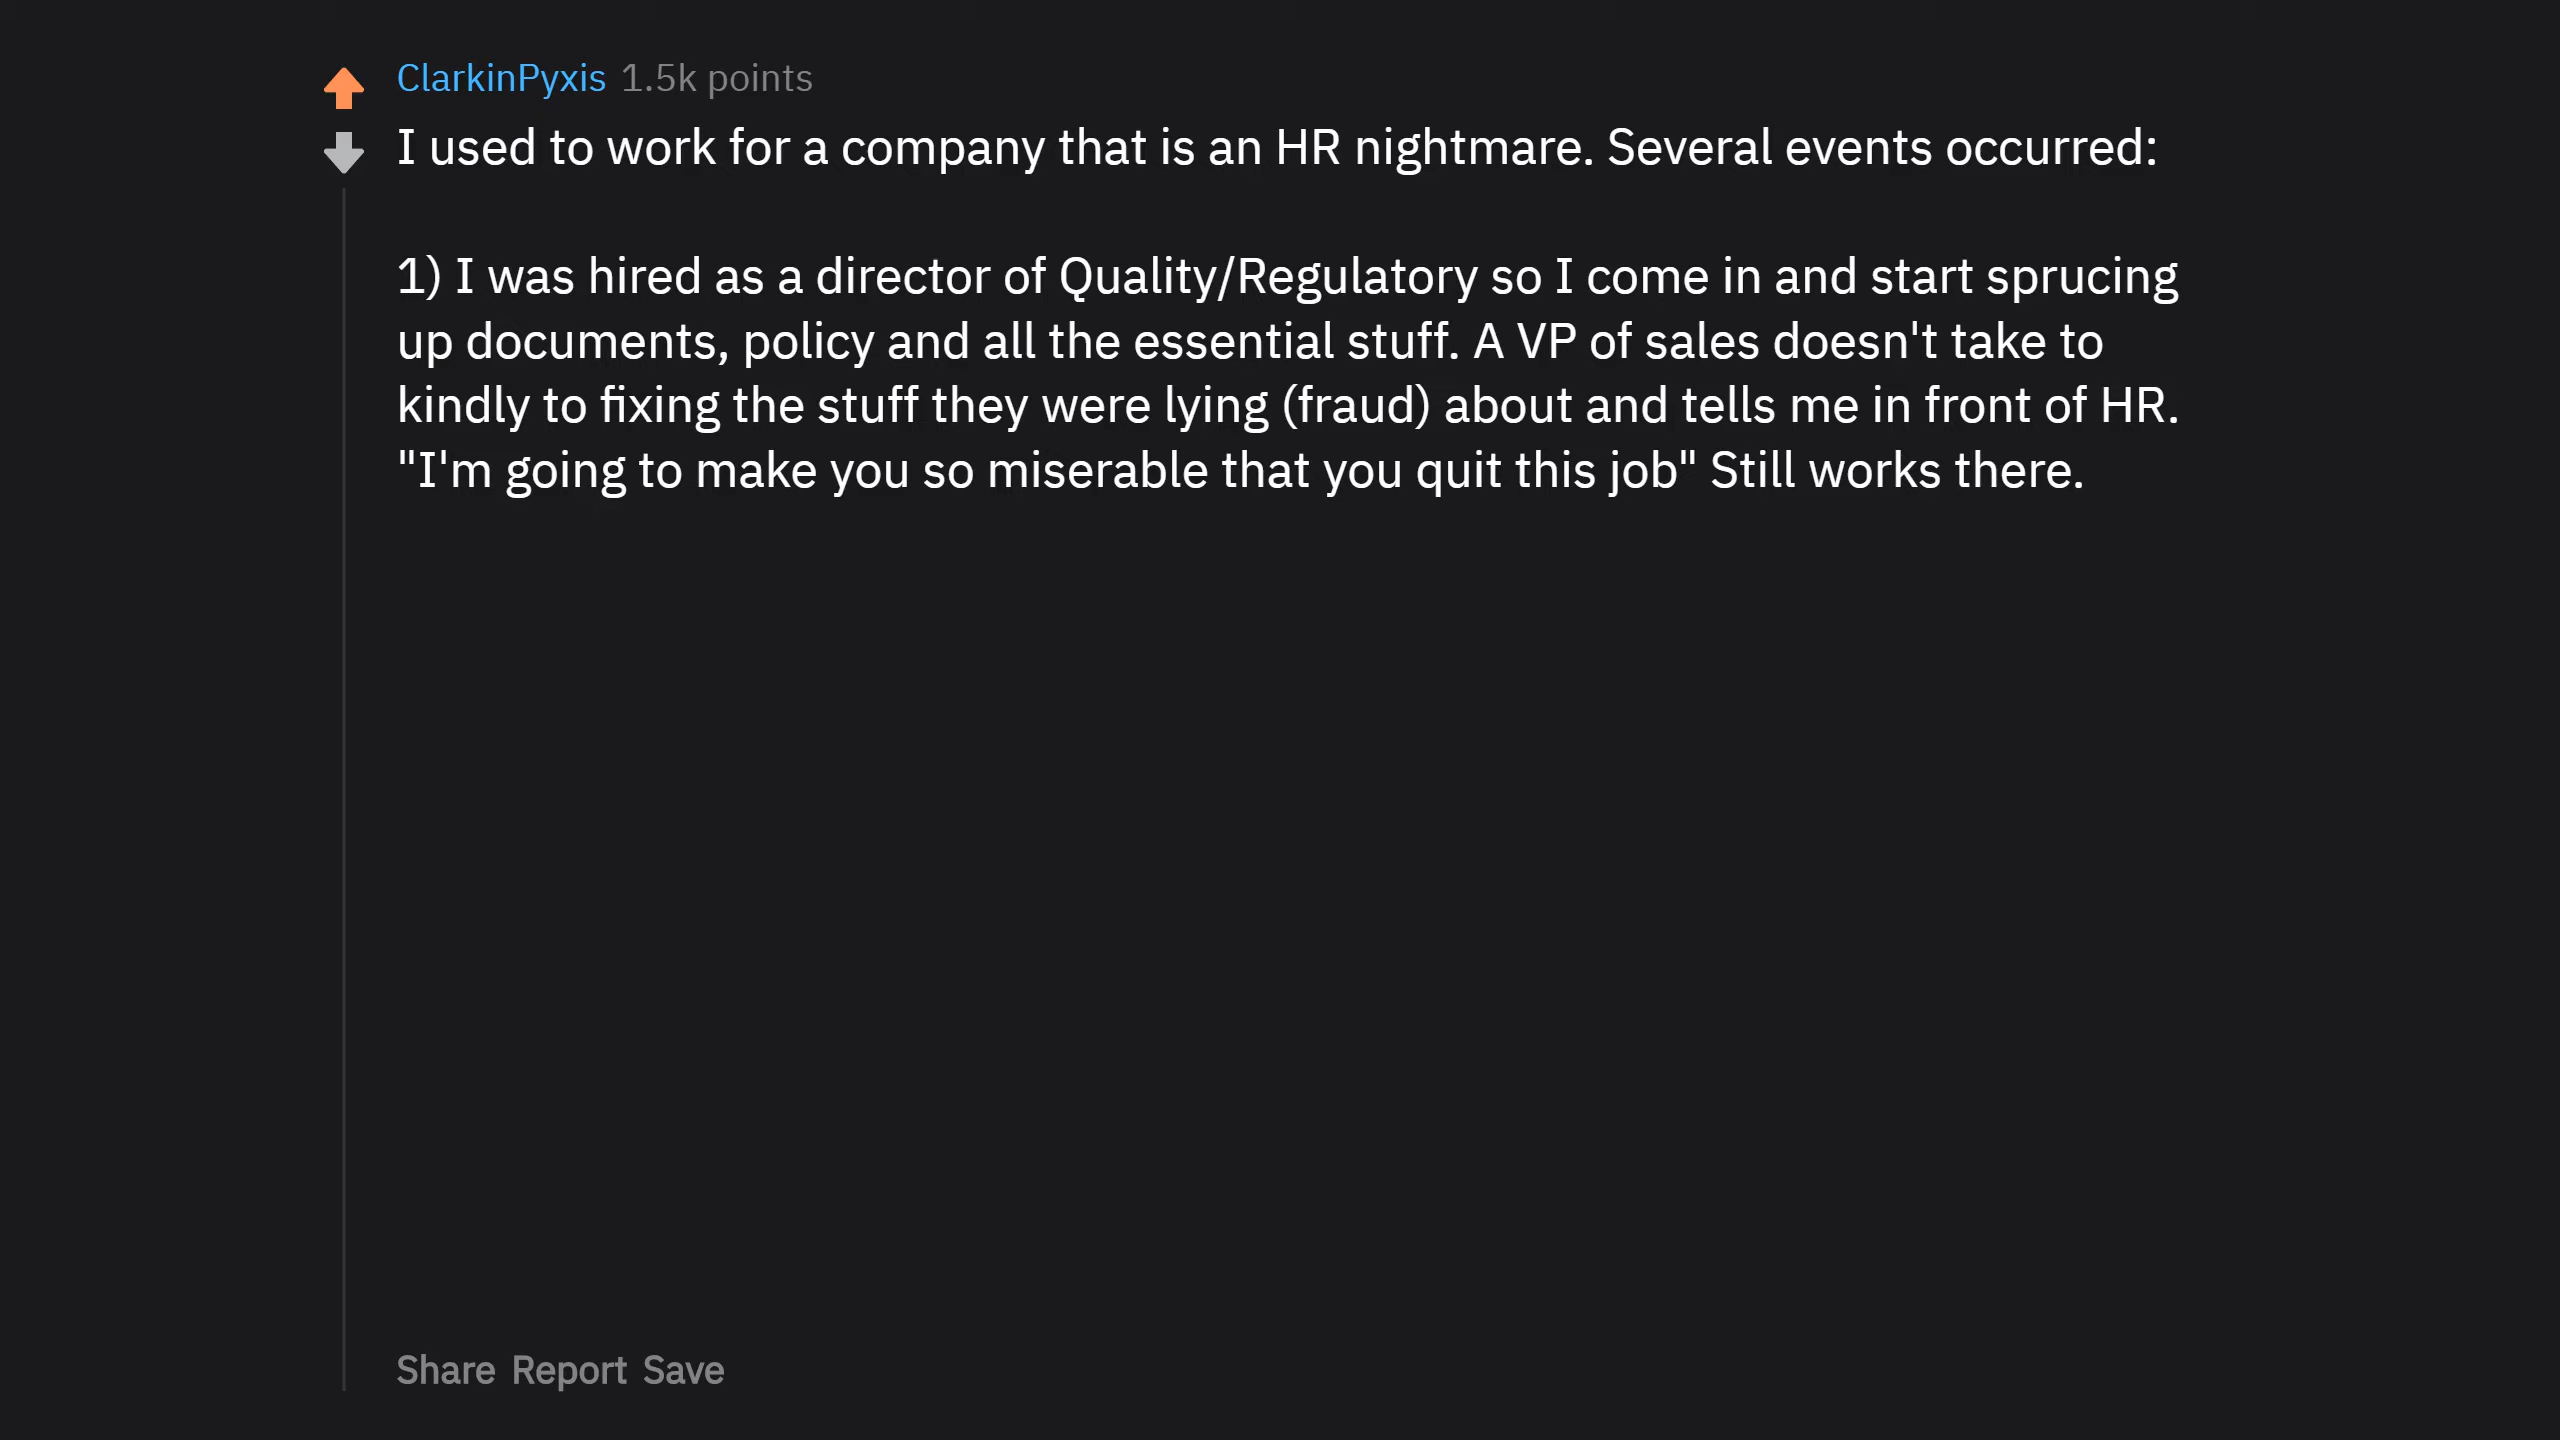 ClarkinPyxis 1.5k points
I used to work for a company that is an HR nightmare. Several events occurred:
1) I was hired as a director of Quality/Regulatory so I come in and start sprucing
up documents, policy and all the essential stuff. A VP of sales doesn't take to
kindly to fixing the stuff they were lying (fraud) about and tells me in front of HR.
"I'm going to make you so miserable that you quit this job" Still works there.
Share Report Save